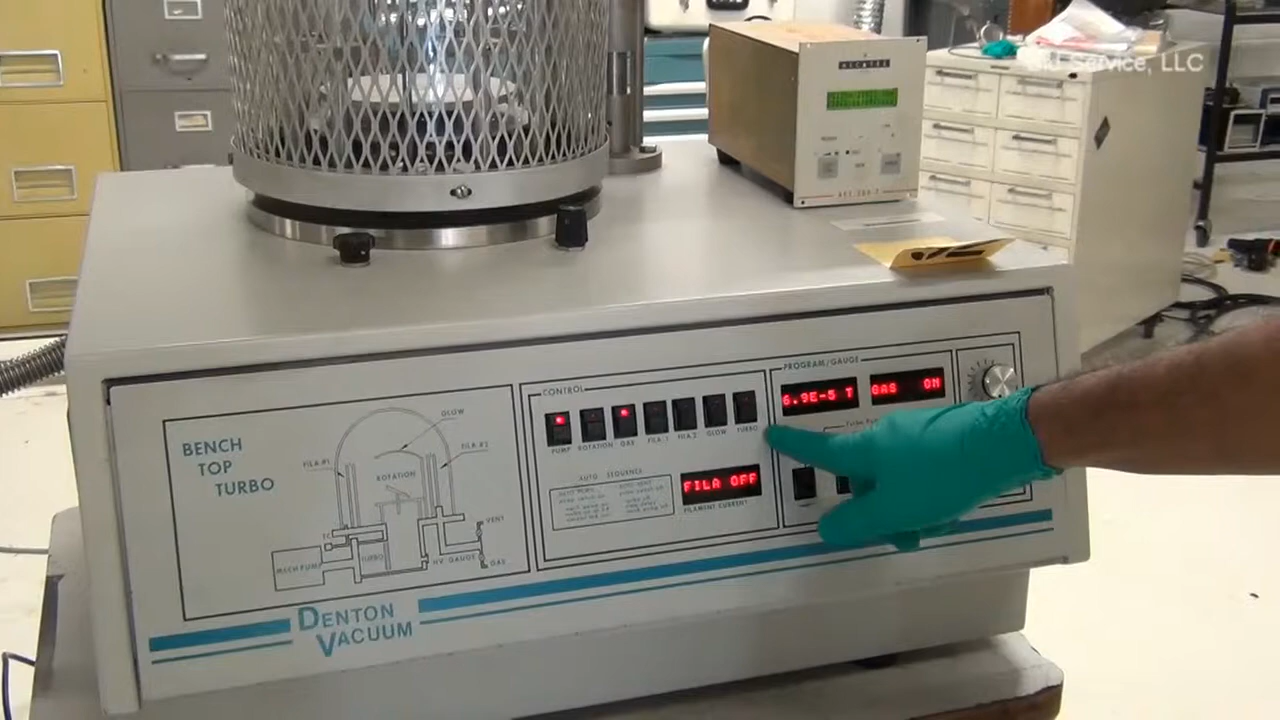 RJ Service, LLC
ALCATEL
BENCH
TOP
TURBO
GLOW
FILA #1
FILA #2
ROTATION
VENT
MECH PUMP
TURBO
HV GAUGE
GAS
DENTON
VACUUM
CONTROL
PUMP ROTATION GAS FILA 1 FILA 2 GLOW TURBO
AUTO SEQUENCE
FILA OFF
FILAMENT CURRENT
PROGRAM/GAUGE
6.9E-5 T GAS ON